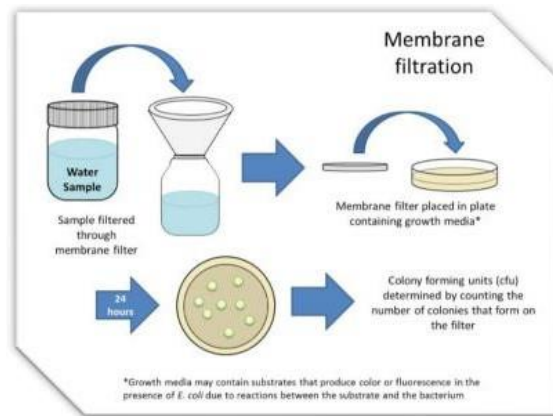 Membrane
filtration
Water
Sample
Sample filtered
through
membrane filter
Membrane filter placed in plate
containing growth media*
24
hours
Colony forming units (cfu)
determined by counting the
number of colonies that form on
the filter
*Growth media may contain substrates that produce color or fluorescence in the
presence of E. coli due to reactions between the substrate and the bacterium